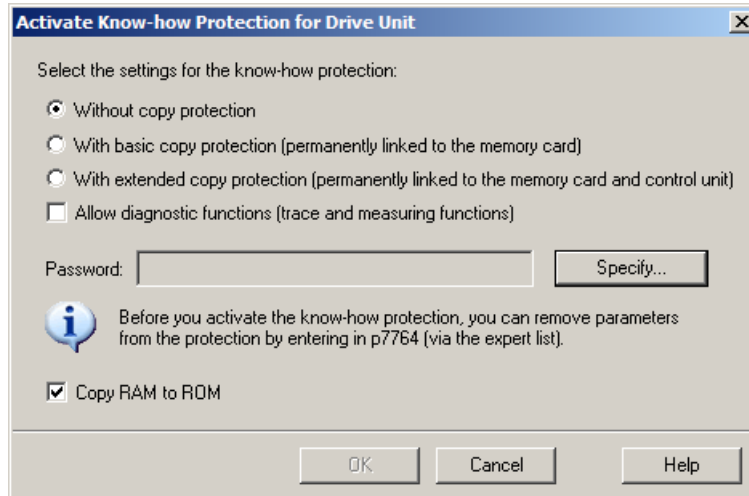 Activate Know-how Protection for Drive Unit
Select the settings for the know-how protection:
Without copy protection
With basic copy protection (permanently linked to the memory card)
With extended copy protection (permanently linked to the memory card and control unit)
Allow diagnostic functions (trace and measuring functions)
Password:
Specify...
Before you activate the know-how protection, you can remove parameters
from the protection by entering in p7764 (via the expert list).
Copy RAM to ROM
OK
Cancel
Help